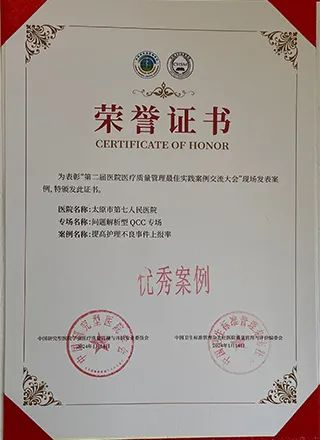 荣誉证书
CERTIFICATE OF HONOR
为表彰“第二届医院医疗质量管理最佳实践案例交流大会”现场发表案
例,特颁发此证书。
医院名称:太原市第七人民医院
专场名称:问题解析型QCC专场
案例名称:提高护理不良事件上报率
优秀案例